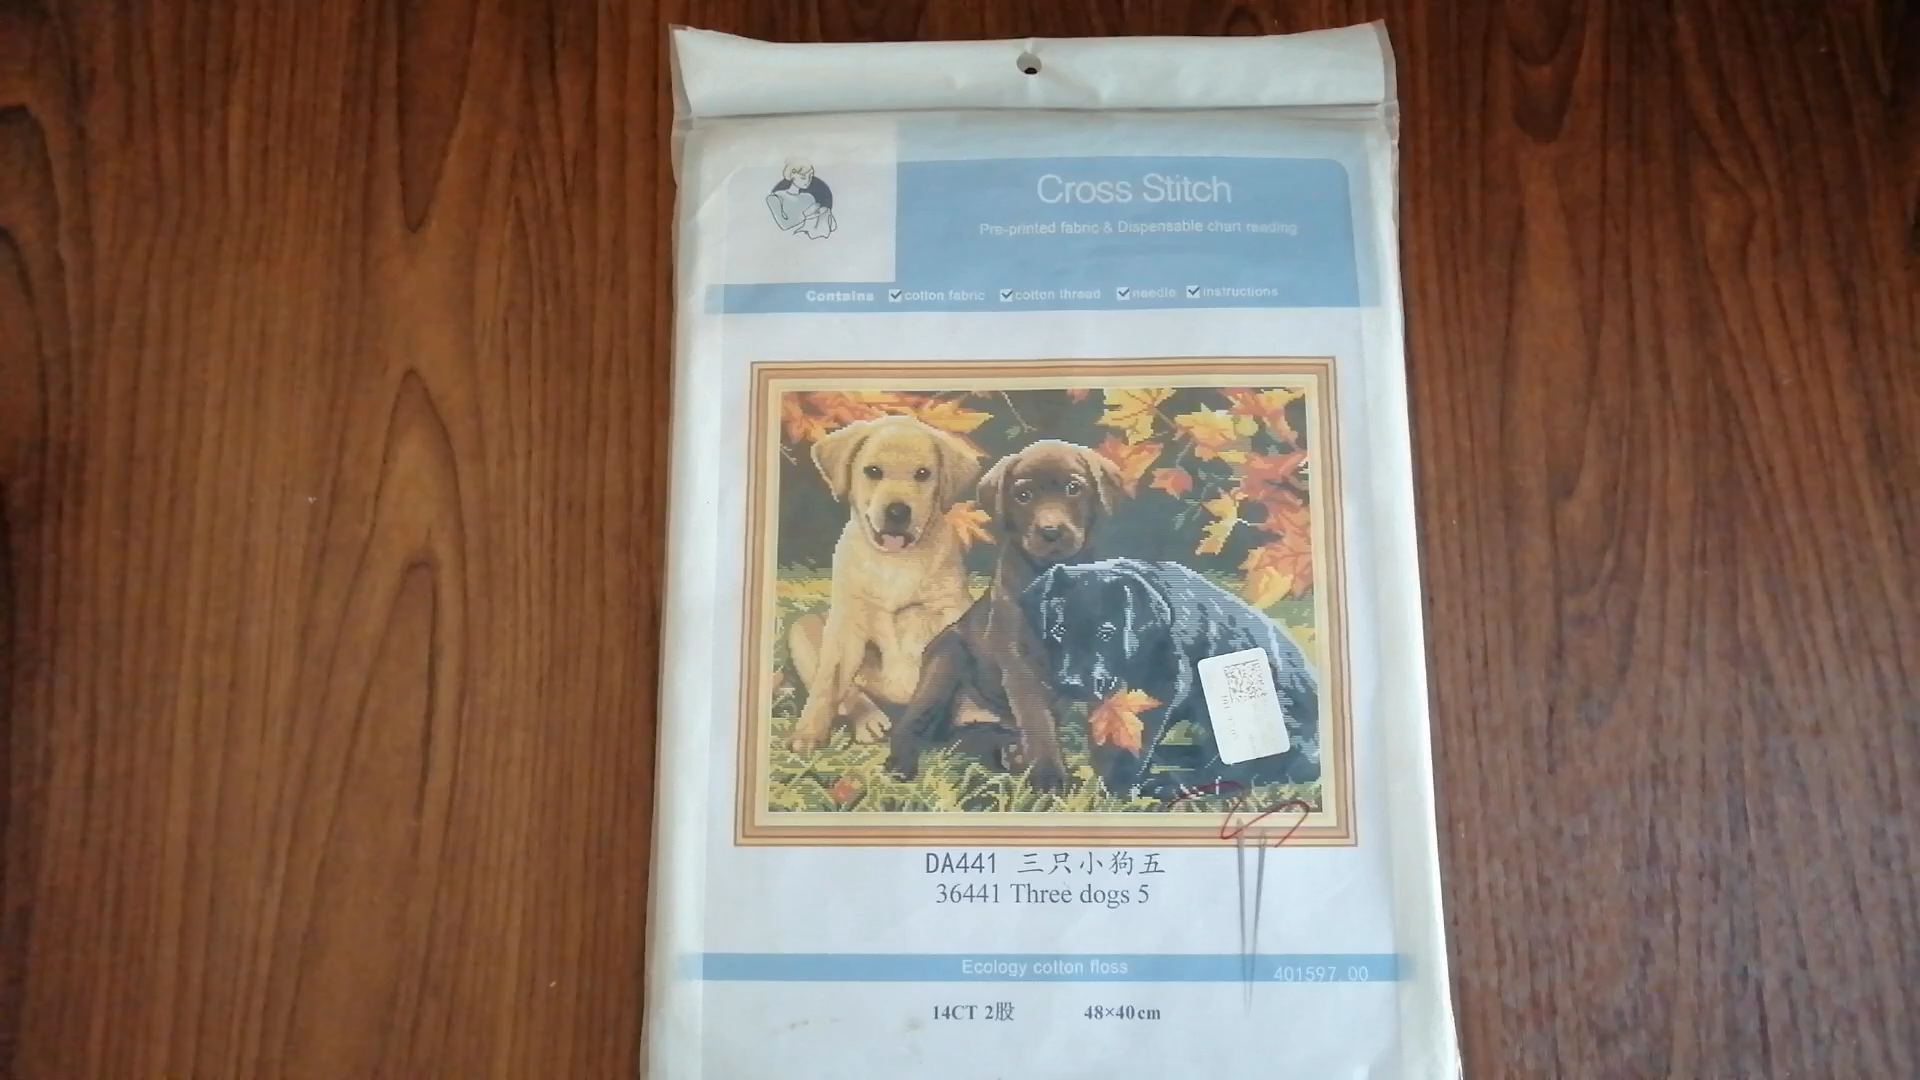 Cross Stitch
Pre-printed fabric & Dispensable chart reading
Contains cotton fabric cotton thread needle instructions
DA441 三只小狗五
36441 Three dogs 5
Ecology cotton floss
401597.00
14CT 2股 48×40cm